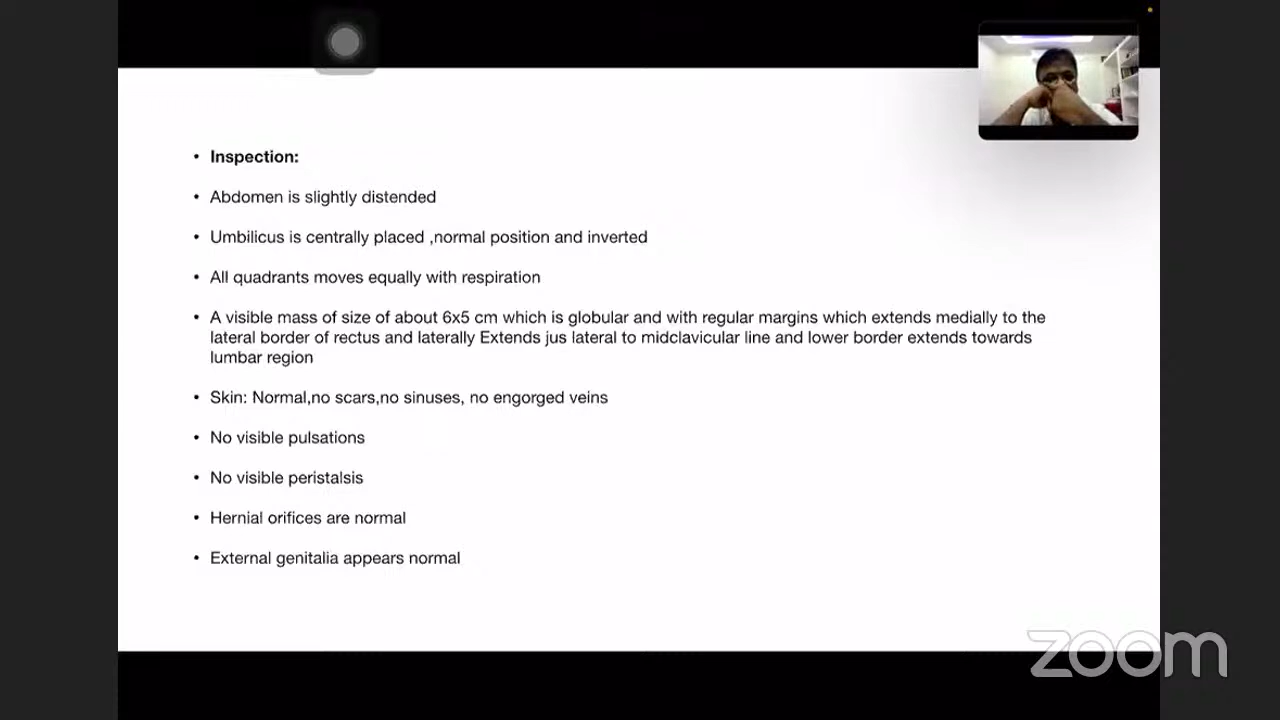 • Inspection:
• Abdomen is slightly distended
• Umbilicus is centrally placed ,normal position and inverted
• All quadrants moves equally with respiration
• A visible mass of size of about 6x5 cm which is globular and with regular margins which extends medially to the
lateral border of rectus and laterally Extends jus lateral to midclavicular line and lower border extends towards
lumbar region
• Skin: Normal,no scars,no sinuses, no engorged veins
• No visible pulsations
• No visible peristalsis
• Hernial orifices are normal
• External genitalia appears normal
zoom